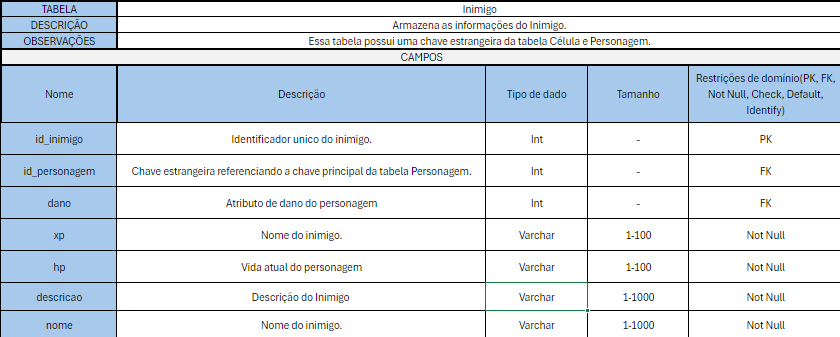 TABELA Inimigo
DESCRIÇÃO Armazena as informações do Inimigo.
OBSERVAÇÕES Essa tabela possui uma chave estrangeira da tabela Célula e Personagem.
CAMPOS
Nome Descrição Tipo de dado Tamanho Restrições de domínio(PK, FK,
Not Null, Check, Default,
Identify)
id_inimigo Identificador unico do inimigo. Int - PK
id_personagem Chave estrangeira referenciando a chave principal da tabela Personagem. Int - FK
dano Atributo de dano do personagem Int - FK
xp Nome do inimigo. Varchar 1-100 Not Null
hp Vida atual do personagem Varchar 1-100 Not Null
descricao Descrição do Inimigo Varchar 1-1000 Not Null
nome Nome do inimigo. Varchar 1-1000 Not Null